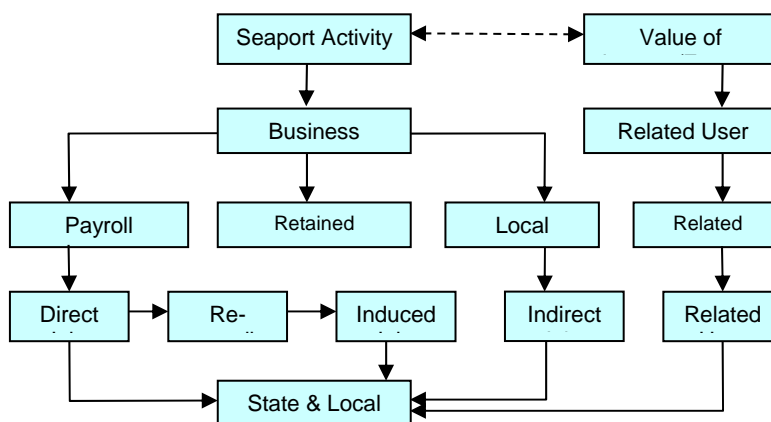 Seaport Activity
Value of
Business
Related User
Payroll
Retained
Local
Related
Direct
Re-
Induced
Indirect
Related
State & Local